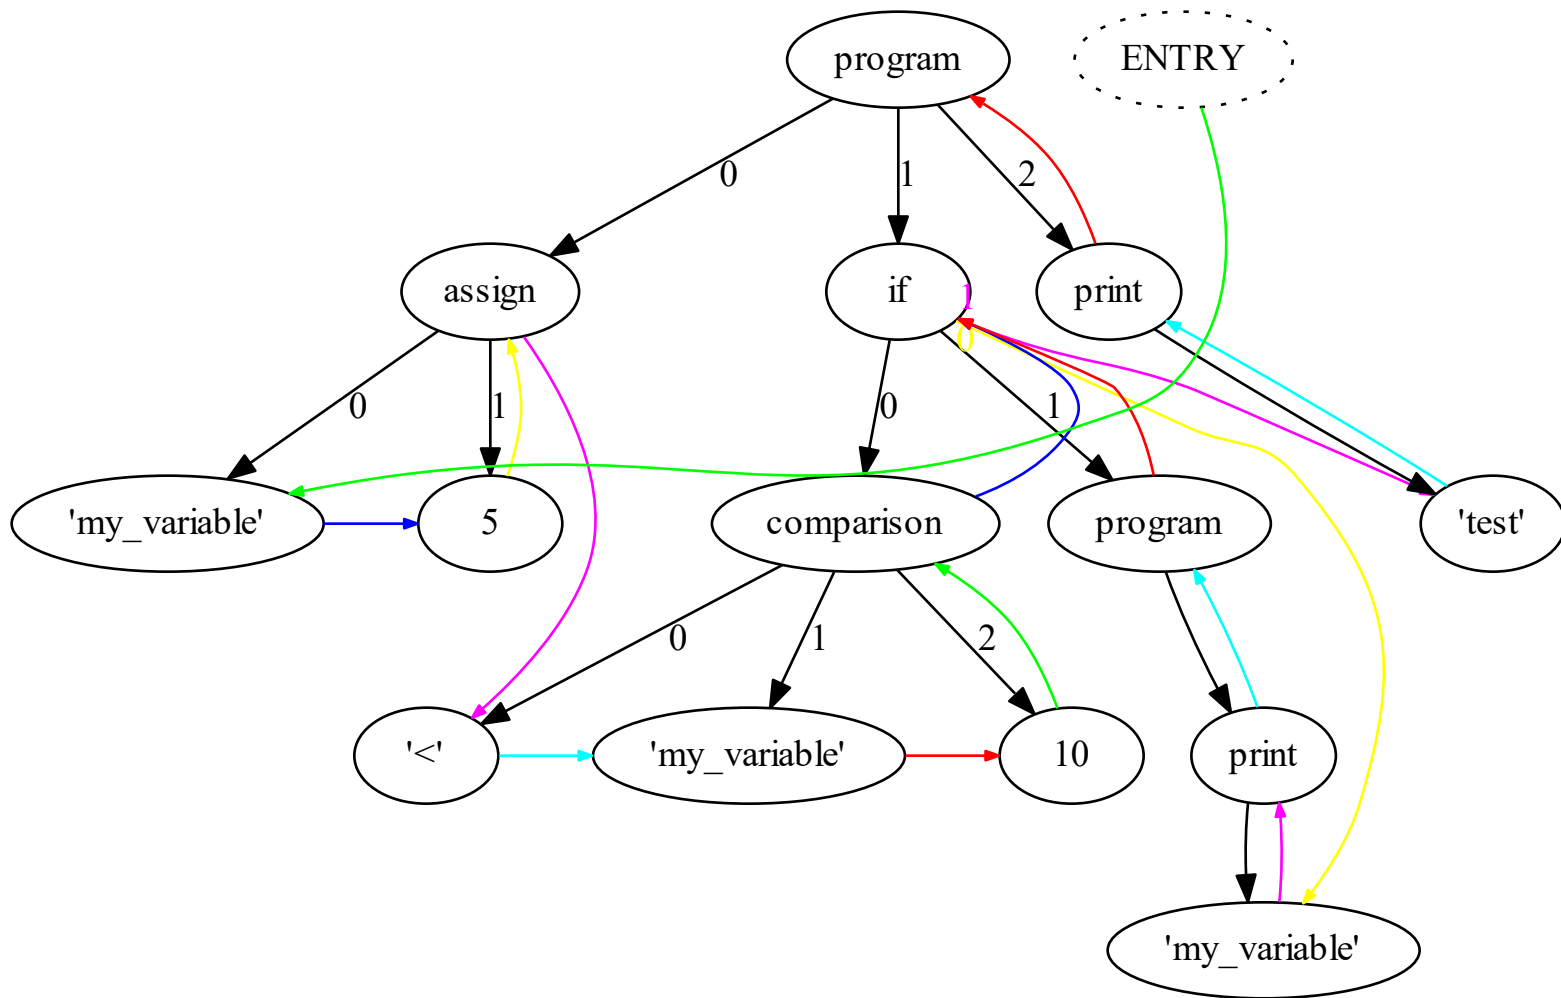 program
ENTRY
0
1
2
assign
if
1
print
0
0
1
0
1
'my_variable'
5
comparison
program
'test'
0
1
2
'<'
'my_variable'
10
print
'my_variable'